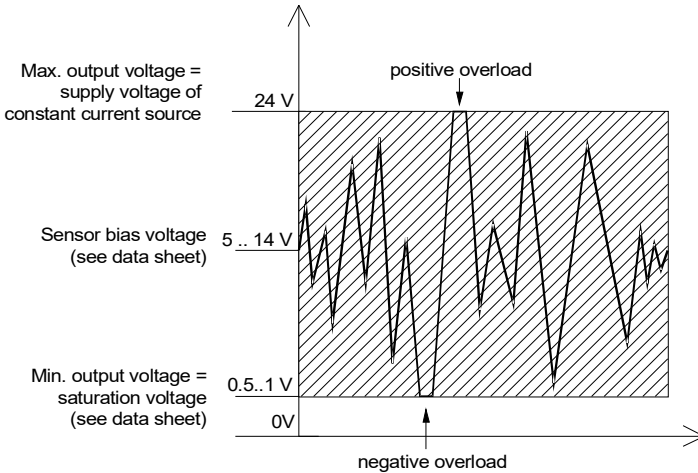 positive overload
Max. output voltage =
supply voltage of
constant current source
24 V
Sensor bias voltage
(see data sheet)
5 .. 14 V
Min. output voltage =
saturation voltage
(see data sheet)
0.5..1 V
0V
negative overload